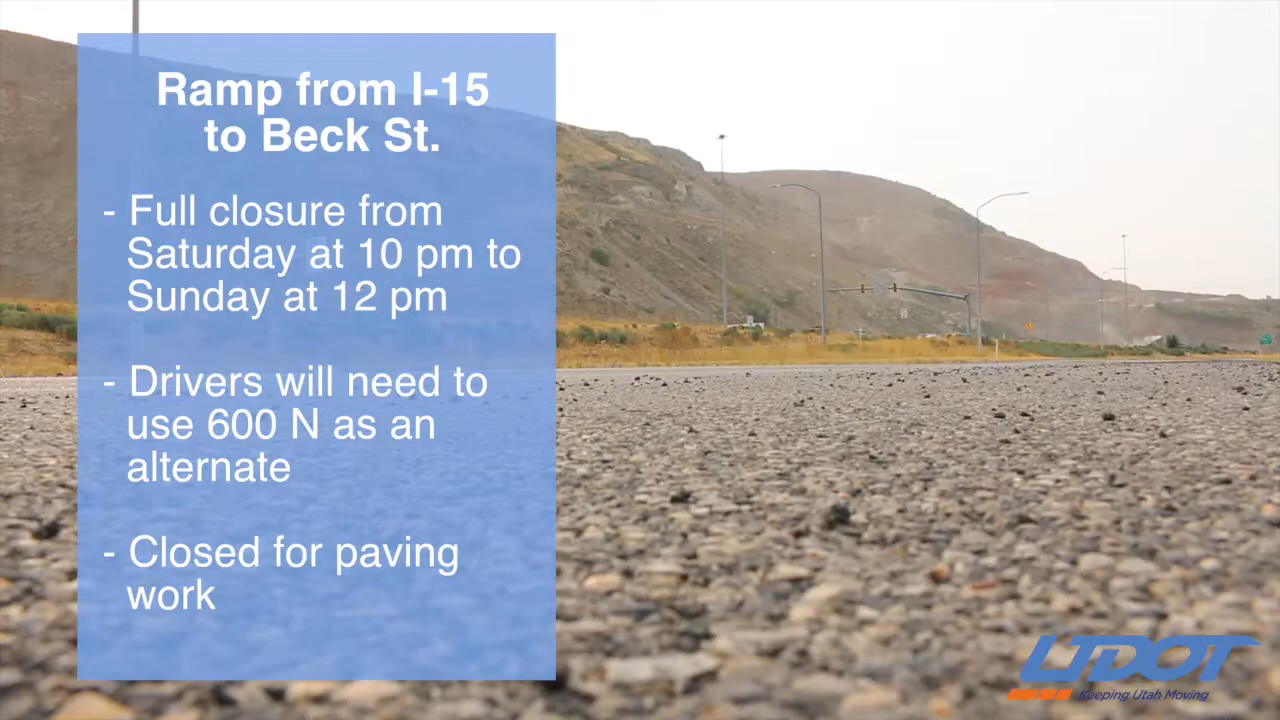 Ramp from I-15
to Beck St.
- Full closure from
Saturday at 10 pm to
Sunday at 12 pm
- Drivers will need to
use 600 N as an
alternate
- Closed for paving
work
UDOT
Keeping Utah Moving